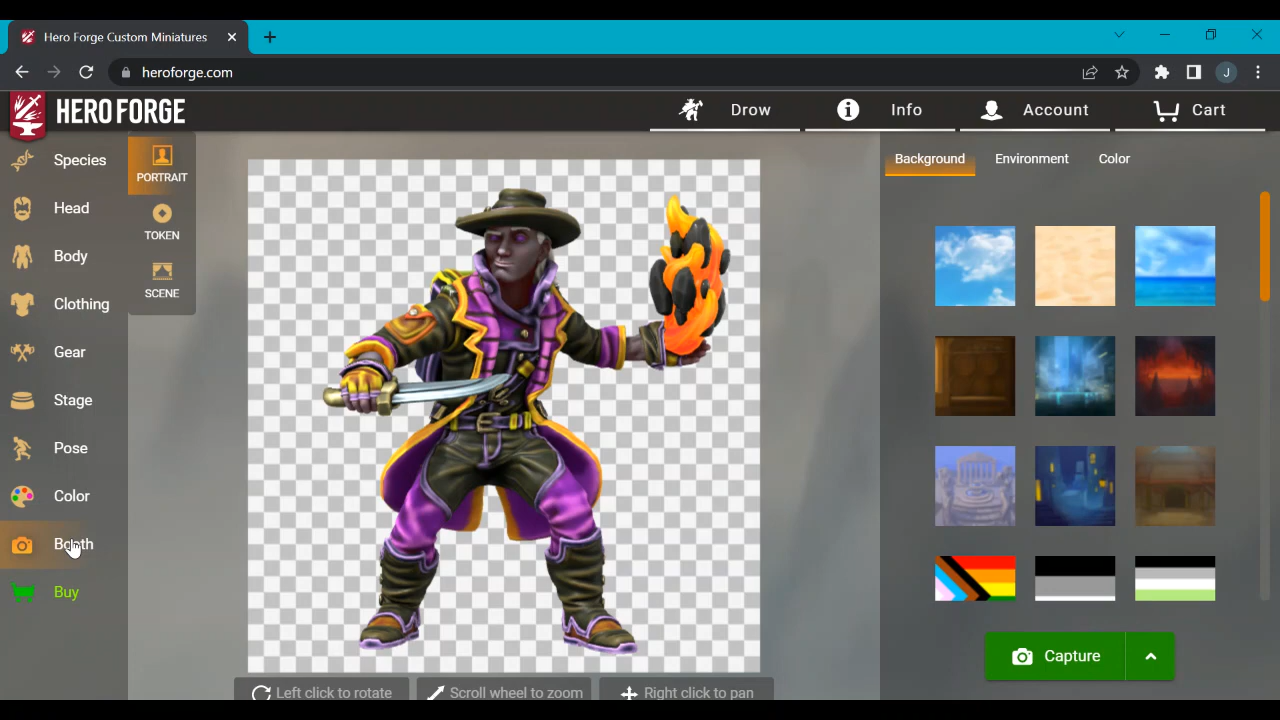 Hero Forge Custom Miniatures
heroforge.com
J
HERO FORGE
Drow
Info
Account
Cart
Species
Head
Body
Clothing
Gear
Stage
Pose
Color
Booth
Buy
PORTRAIT
TOKEN
SCENE
Background
Environment
Color
Capture
Left click to rotate
Scroll wheel to zoom
Right click to pan